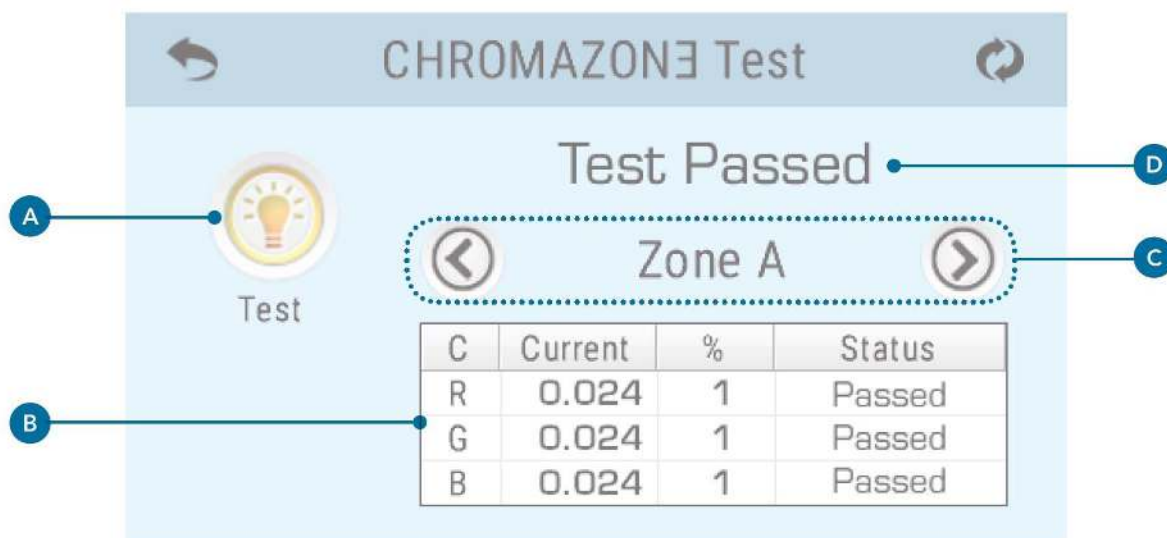 CHROMAZONƎ Test
Test Passed
D
A
Zone A
C
Test
C Current % Status
R 0.024 1 Passed
B
G 0.024 1 Passed
B 0.024 1 Passed